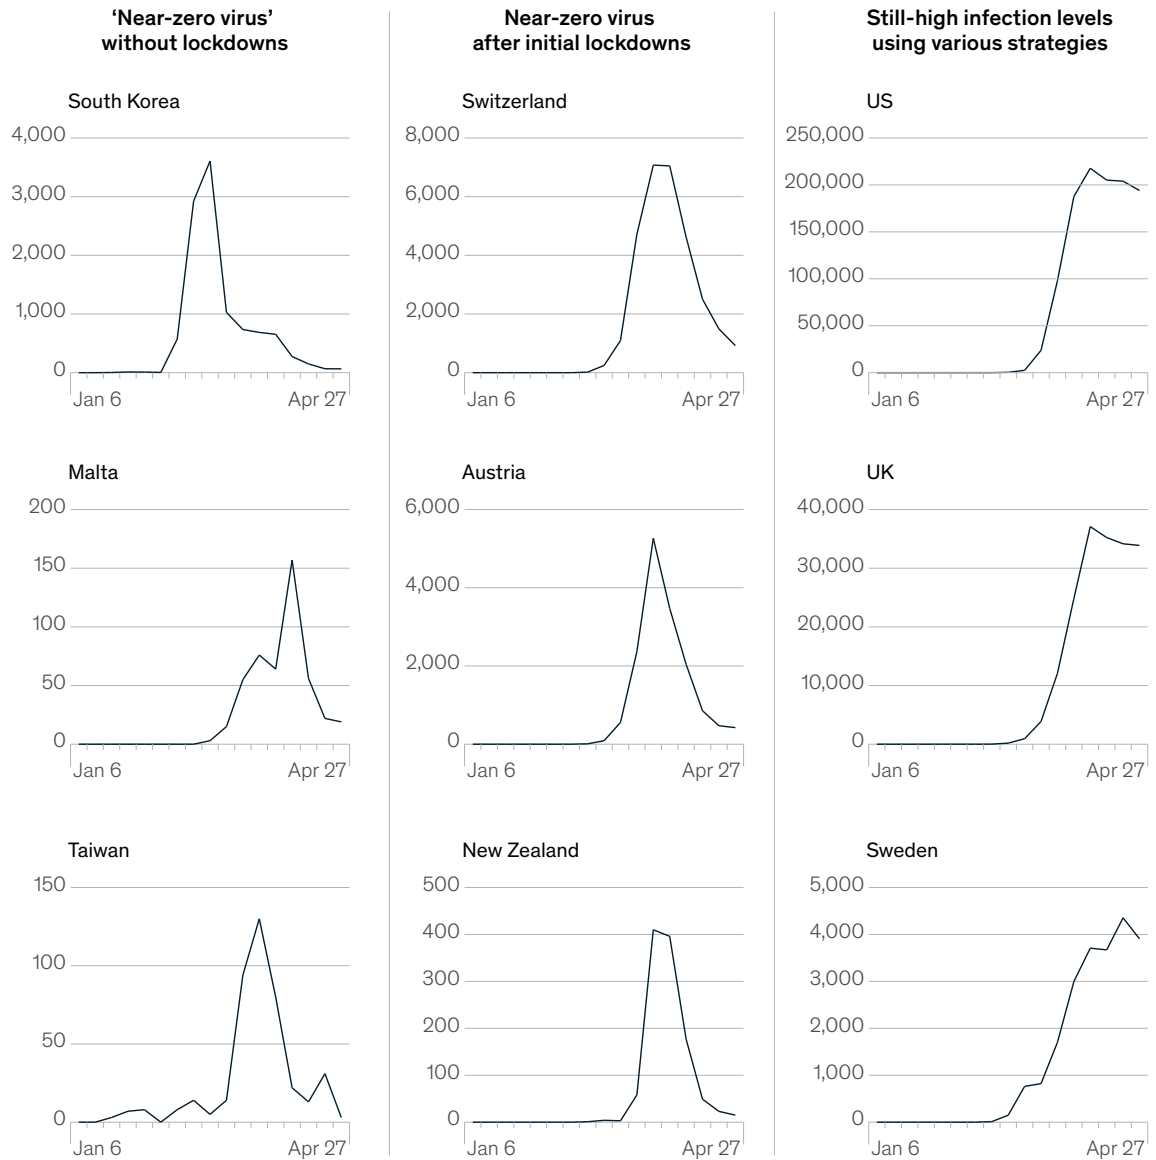 ‘Near-zero virus’
without lockdowns
South Korea
4,000
3,000
2,000
1,000
0
Jan 6 Apr 27
Malta
200
150
100
50
0
Jan 6 Apr 27
Taiwan
150
100
50
0
Jan 6 Apr 27
Near-zero virus
after initial lockdowns
Switzerland
8,000
6,000
4,000
2,000
0
Jan 6 Apr 27
Austria
6,000
4,000
2,000
0
Jan 6 Apr 27
New Zealand
500
400
300
200
100
0
Jan 6 Apr 27
Still-high infection levels
using various strategies
US
250,000
200,000
150,000
100,000
50,000
0
Jan 6 Apr 27
UK
40,000
30,000
20,000
10,000
0
Jan 6 Apr 27
Sweden
5,000
4,000
3,000
2,000
1,000
0
Jan 6 Apr 27